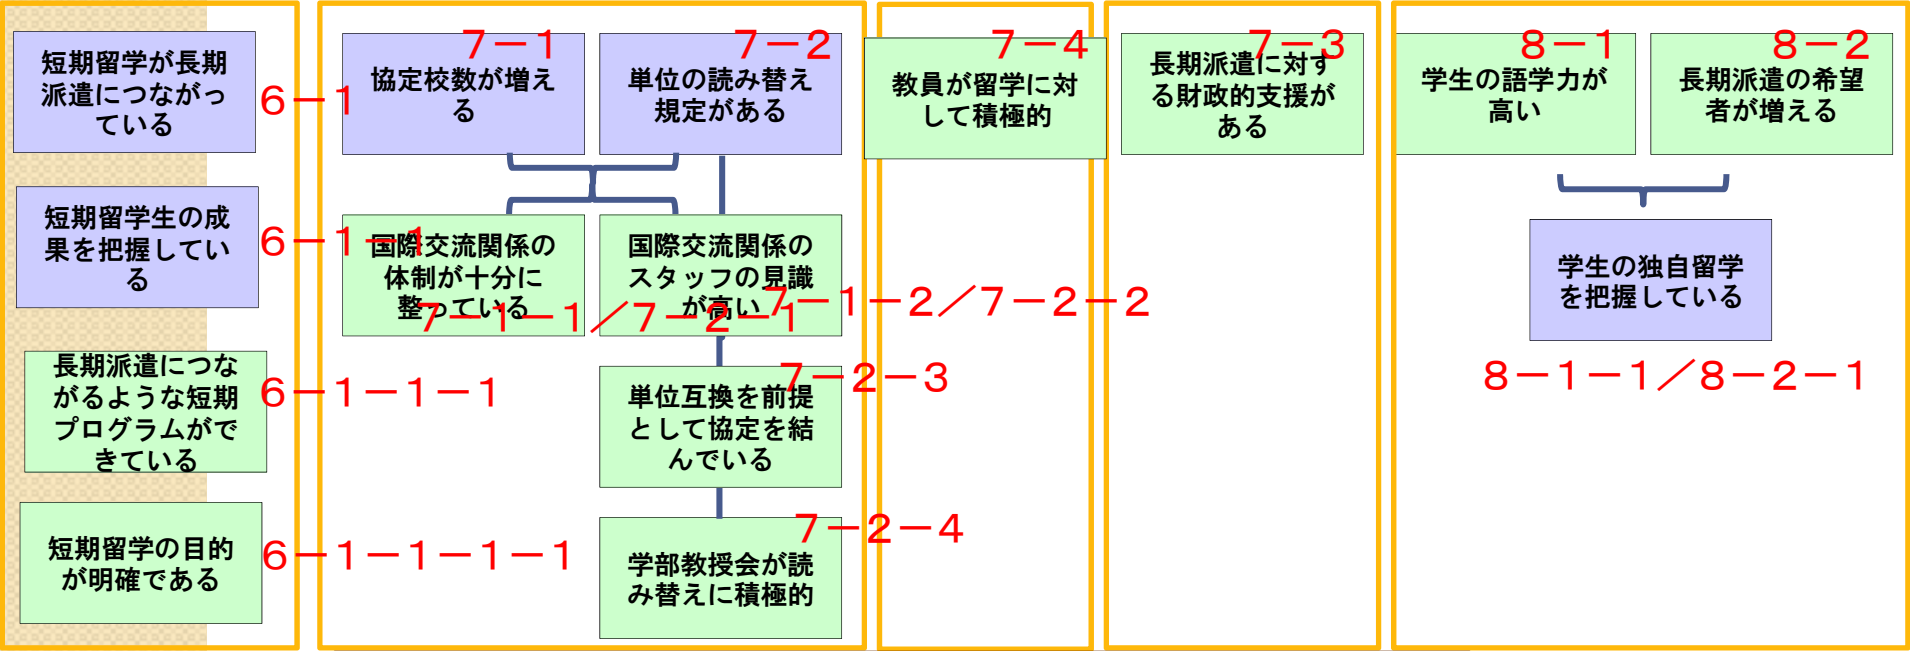 短期留学が長期
派遣につながっ
ている
6－1
短期留学生の成
果を把握してい
る
6－1－1
長期派遣につな
がるような短期
プログラムがで
きている
6－1－1－1
短期留学の目的
が明確である
6－1－1－1－1
7－1
協定校数が増え
る
7－2
単位の読み替え
規定がある
国際交流関係の
体制が十分に
整っている
7－1－1／7－2－1
国際交流関係の
スタッフの見識
が高い
7－1－2／7－2－2
7－2－3
単位互換を前提
として協定を結
んでいる
7－2－4
学部教授会が読
み替えに積極的
7－4
教員が留学に対
して積極的
7－3
長期派遣に対す
る財政的支援が
ある
8－1
学生の語学力が
高い
8－2
長期派遣の希望
者が増える
学生の独自留学
を把握している
8－1－1／8－2－1